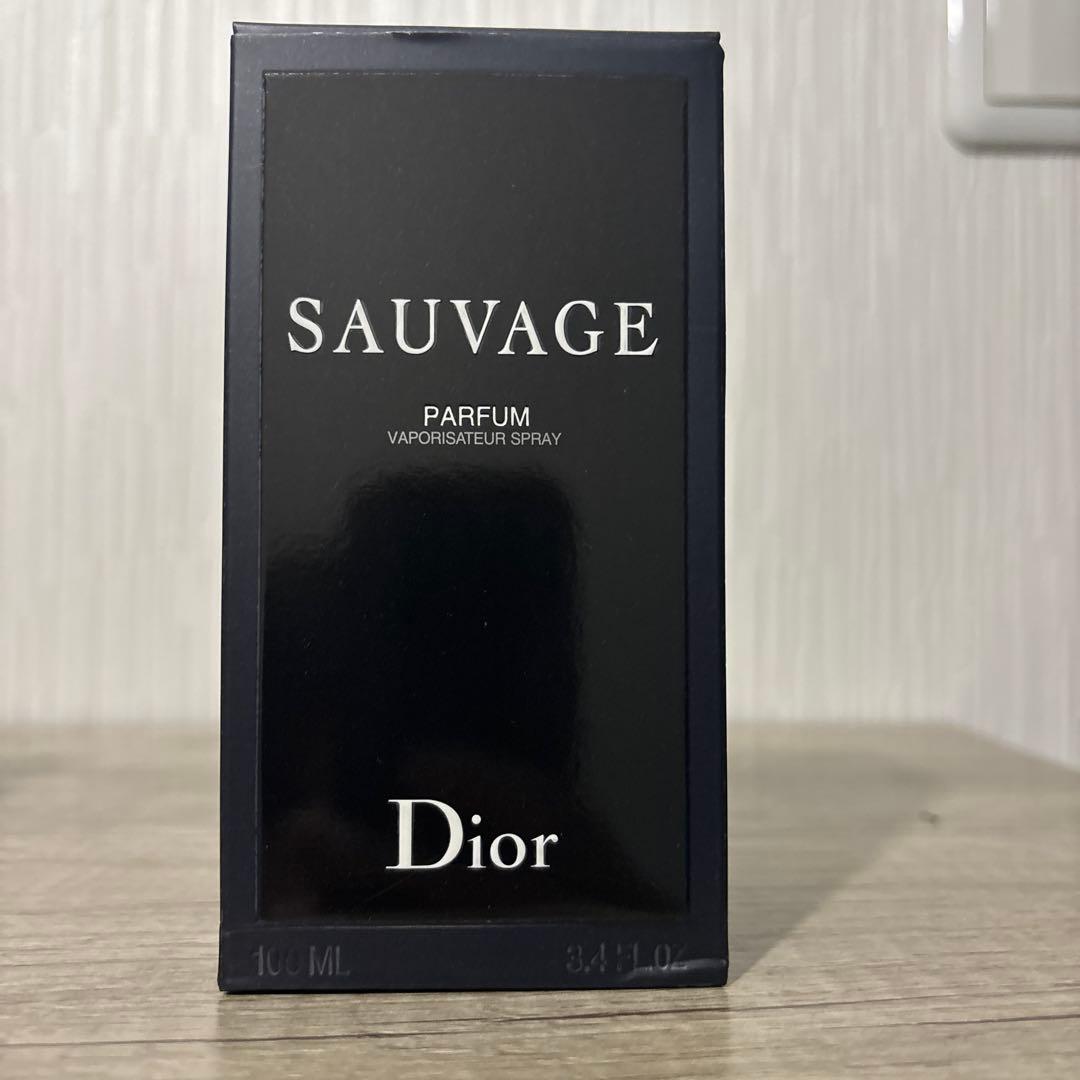 SAUVAGE
PARFUM
VAPORISATEUR SPRAY
Dior
100 ML 3.4 FL.OZ